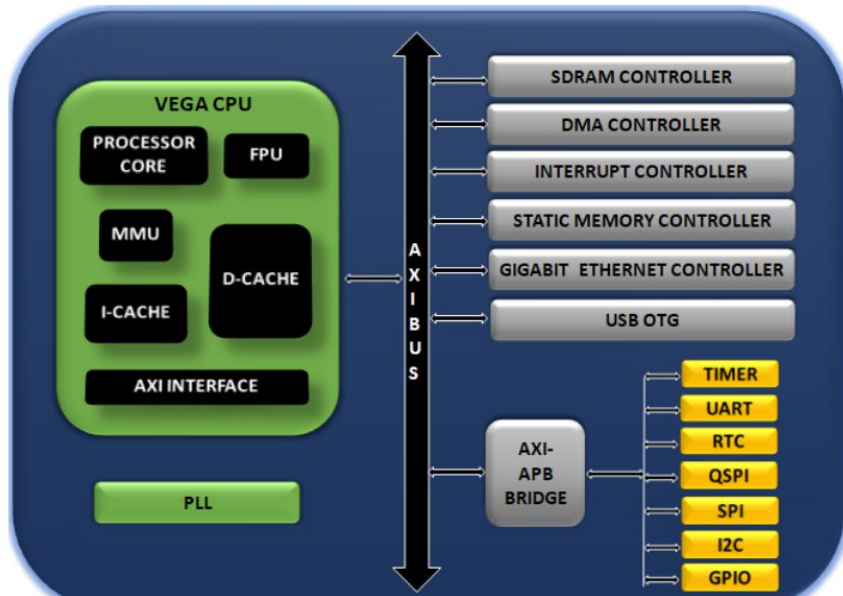 VEGA CPU
PROCESSOR
CORE
FPU
MMU
D-CACHE
I-CACHE
AXI INTERFACE
PLL
AXIBUS
SDRAM CONTROLLER
DMA CONTROLLER
INTERRUPT CONTROLLER
STATIC MEMORY CONTROLLER
GIGABIT ETHERNET CONTROLLER
USB OTG
AXI-
APB
BRIDGE
TIMER
UART
RTC
QSPI
SPI
I2C
GPIO